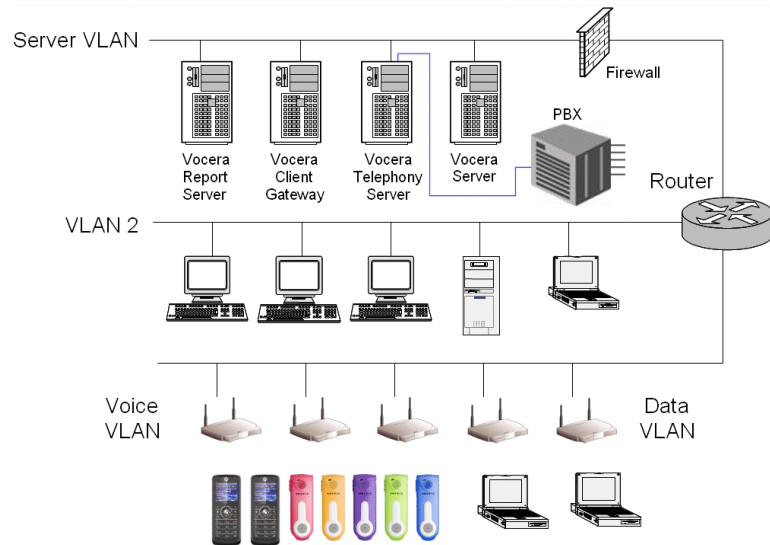 Server VLAN
Firewall
PBX
Vocera
Report
Server
Vocera
Client
Gateway
Vocera
Telephony
Server
Vocera
Server
Router
VLAN 2
Voice
VLAN
Data
VLAN